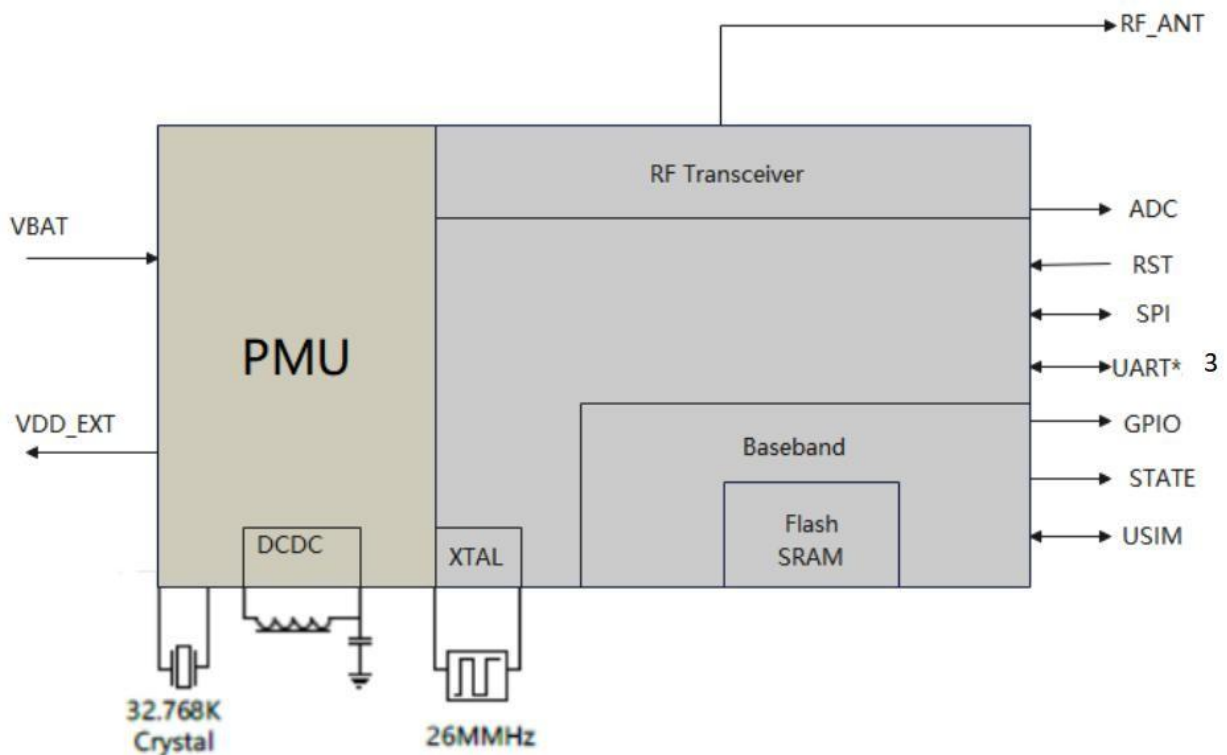 RF_ANT
RF Transceiver
ADC
VBAT
RST
SPI
PMU
UART* 3
VDD_EXT
GPIO
Baseband
STATE
Flash
SRAM
DCDC
XTAL
USIM
32.768K
Crystal
26MMHz